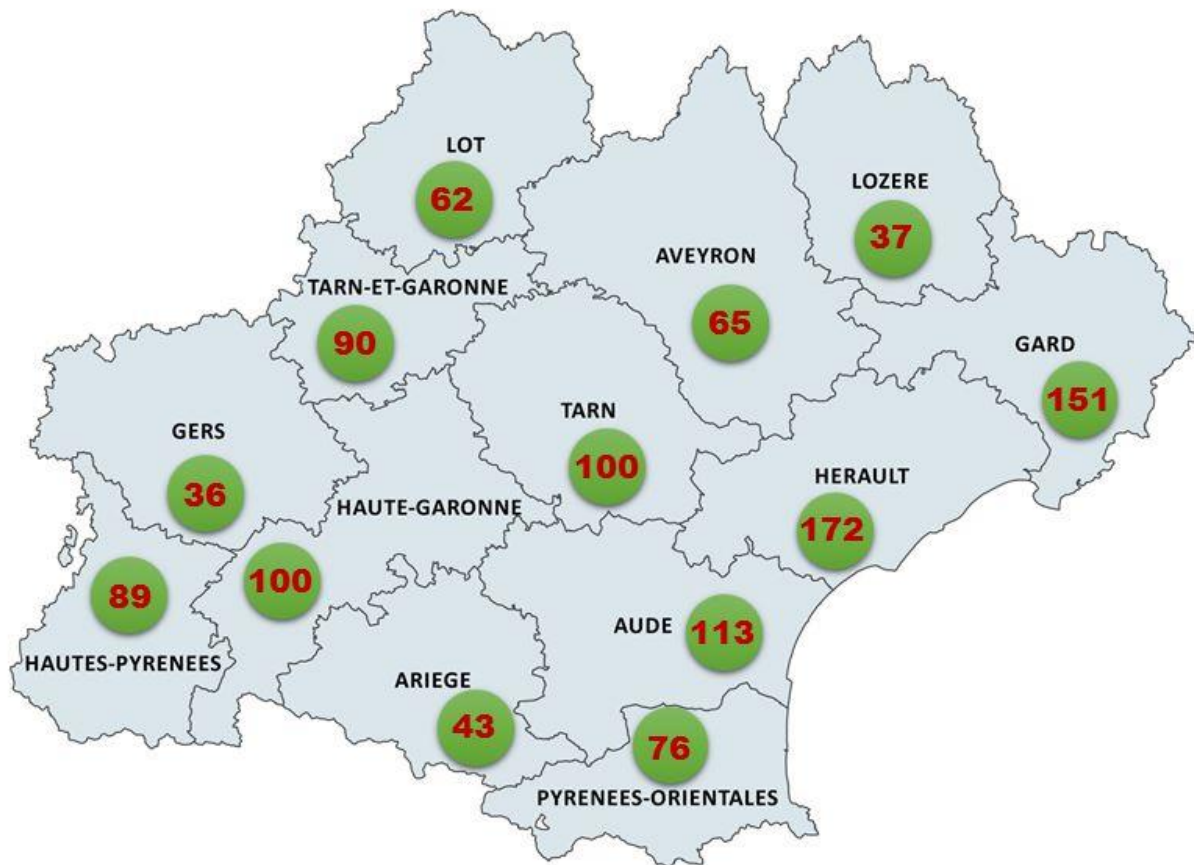 LOT
62
LOZERE
37
AVEYRON
65
TARN-ET-GARONNE
90
GARD
151
TARN
100
GERS
36
HERAULT
172
HAUTE-GARONNE
100
89
HAUTES-PYRENEES
AUDE
113
ARIEGE
43
76
PYRENEES-ORIENTALES